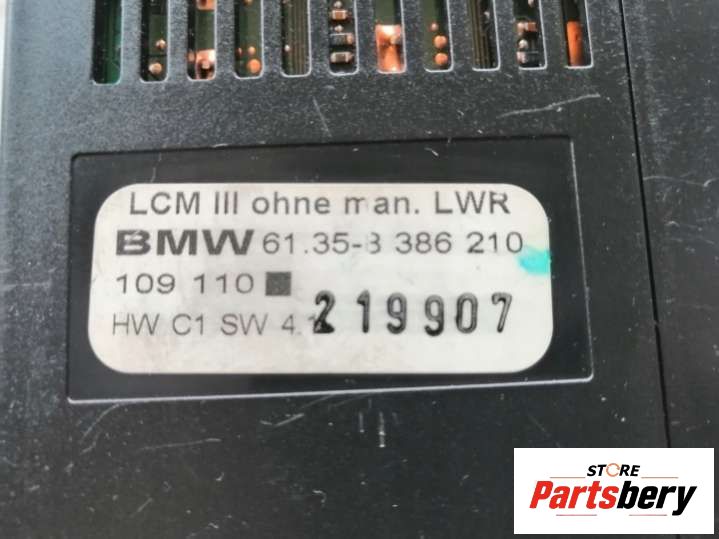 LCM III ohne man. LWR
BMW 61.35-8 386 210
109 110
HW C1 SW 4.1
219907
STORE
Partsbery